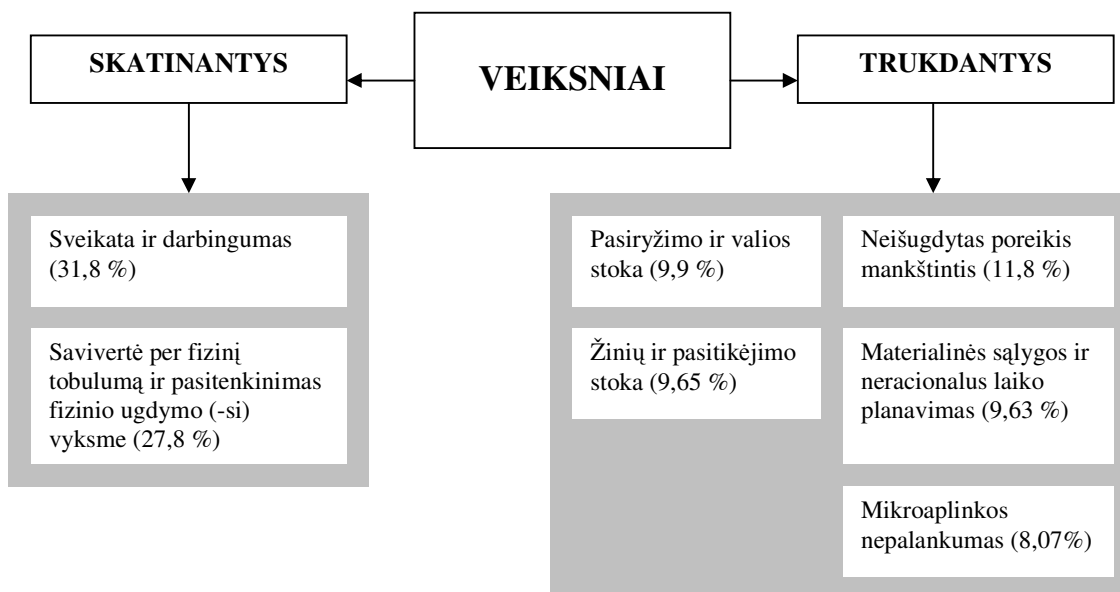 VEIKSNIAI
SKATINANTYS
TRUKDANTYS
Sveikata ir darbingumas
(31,8 %)
Savivertė per fizinį
tobulumą ir pasitenkinimas
fizinio ugdymo (-si)
vyksme (27,8 %)
Pasiryžimo ir valios
stoka (9,9 %)
Žinių ir pasitikėjimo
stoka (9,65 %)
Neišugdytas poreikis
mankštintis (11,8 %)
Materialinės sąlygos ir
neracionalus laiko
planavimas (9,63 %)
Mikroaplinkos
nepalankumas (8,07%)